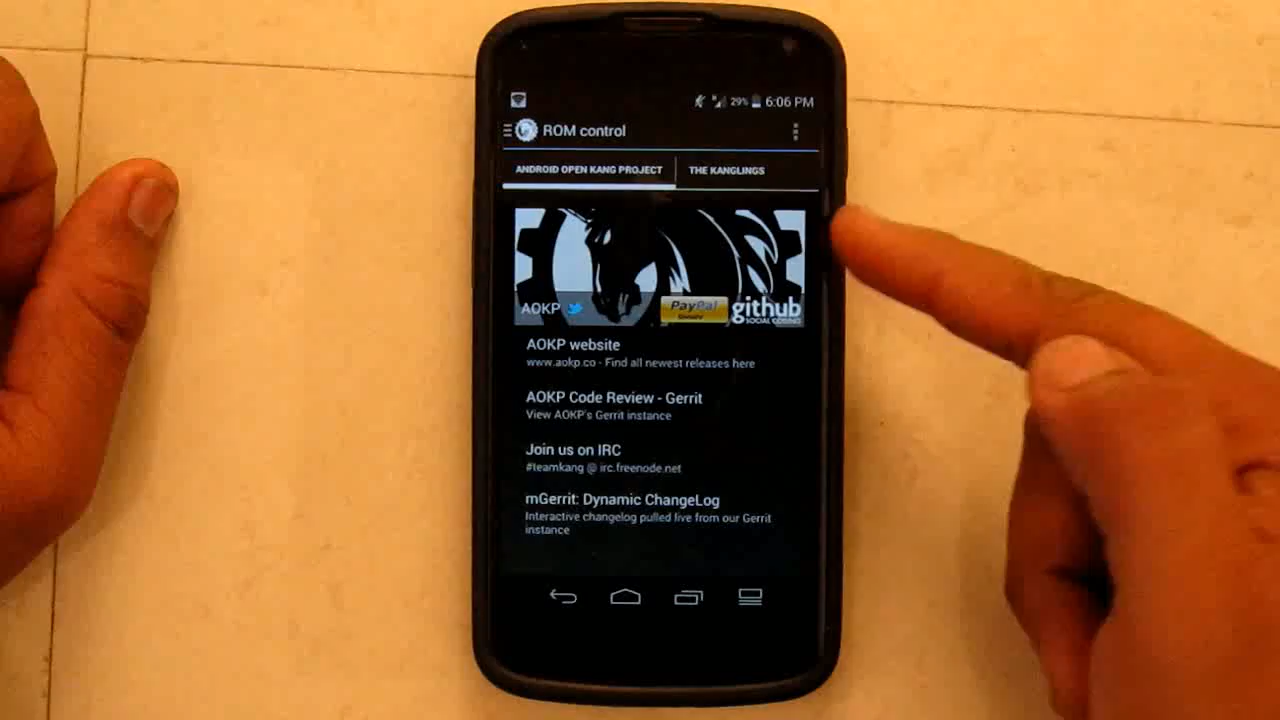 29% 6:06 PM
ROM control
ANDROID OPEN KANG PROJECT THE KANGLINGS
AOKP PayPal github
SOCIAL CODING
AOKP website
www.aokp.co - Find all newest releases here
AOKP Code Review - Gerrit
View AOKP's Gerrit instance
Join us on IRC
#teamkang @ irc.freenode.net
mGerrit: Dynamic ChangeLog
Interactive changelog pulled live from our Gerrit
instance